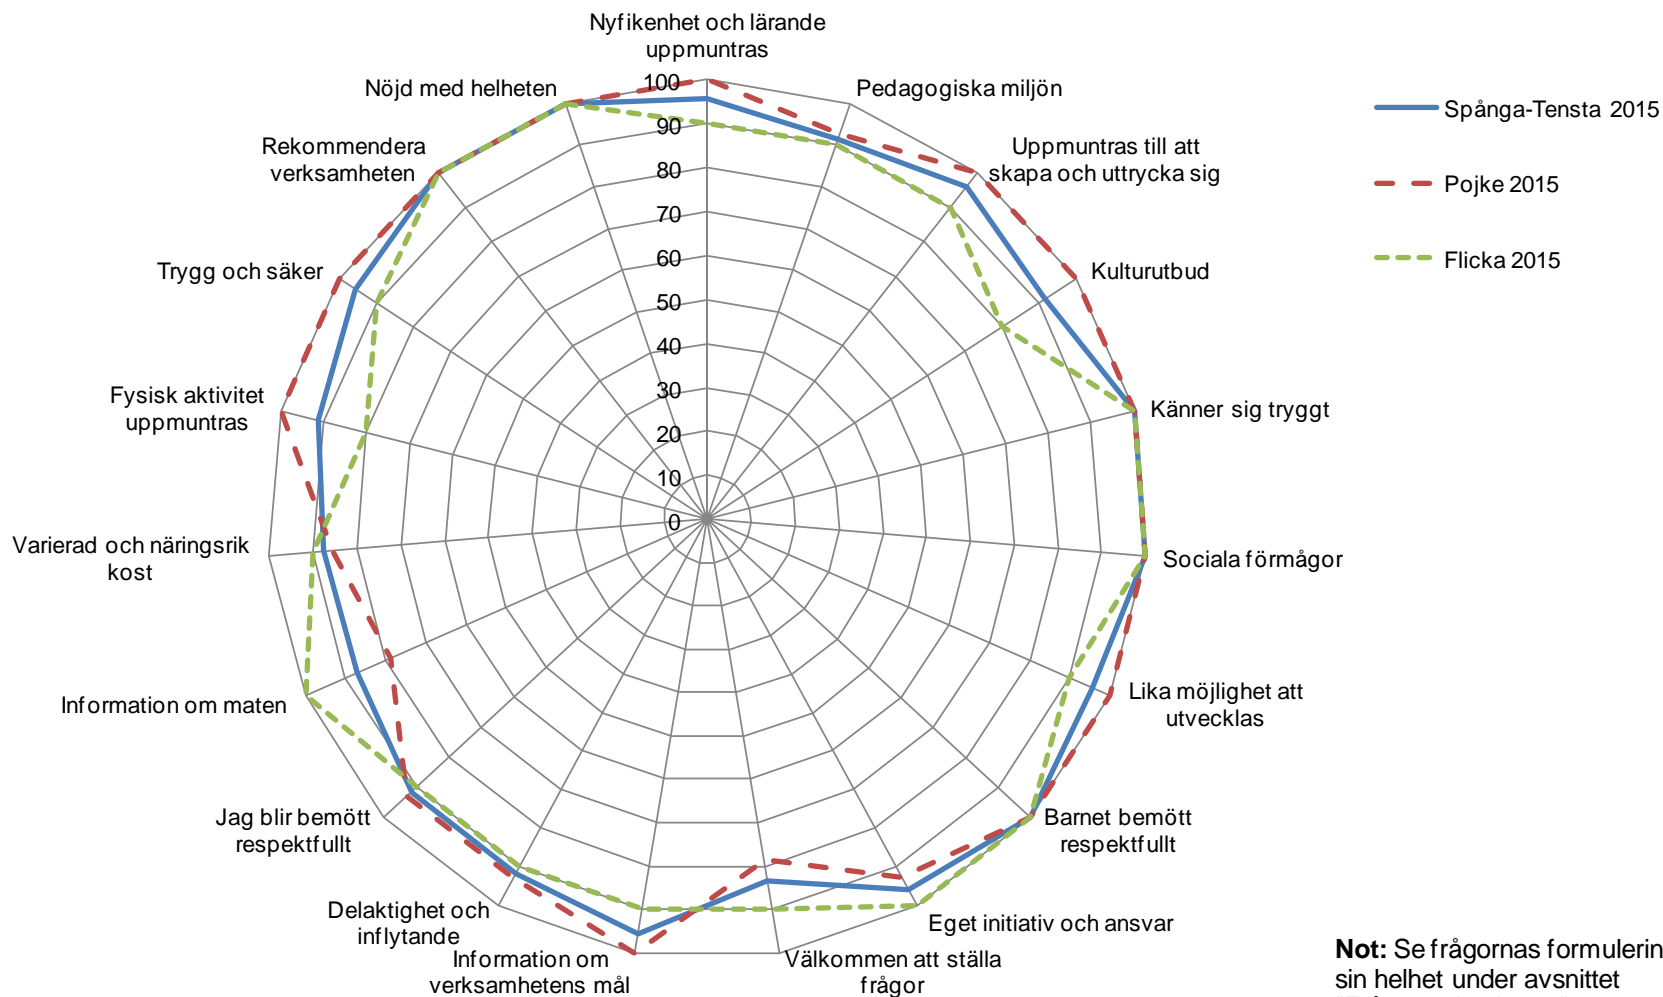 Nyfikenhet och lärande
uppmuntras
Pedagogiska miljön
Uppmuntras till att
skapa och uttrycka sig
Kulturutbud
Känner sig tryggt
Sociala förmågor
Lika möjlighet att
utvecklas
Barnet bemött
respektfullt
Eget initiativ och ansvar
Välkommen att ställa
frågor
Information om
verksamhetens mål
Delaktighet och
inflytande
Jag blir bemött
respektfullt
Information om maten
Varierad och näringsrik
kost
Fysisk aktivitet
uppmuntras
Trygg och säker
Rekommendera
verksamheten
Nöjd med helheten
100
90
80
70
60
50
40
30
20
10
0
Spånga-Tensta 2015
Pojke 2015
Flicka 2015
Not: Se frågornas formulerin
sin helhet under avsnittet